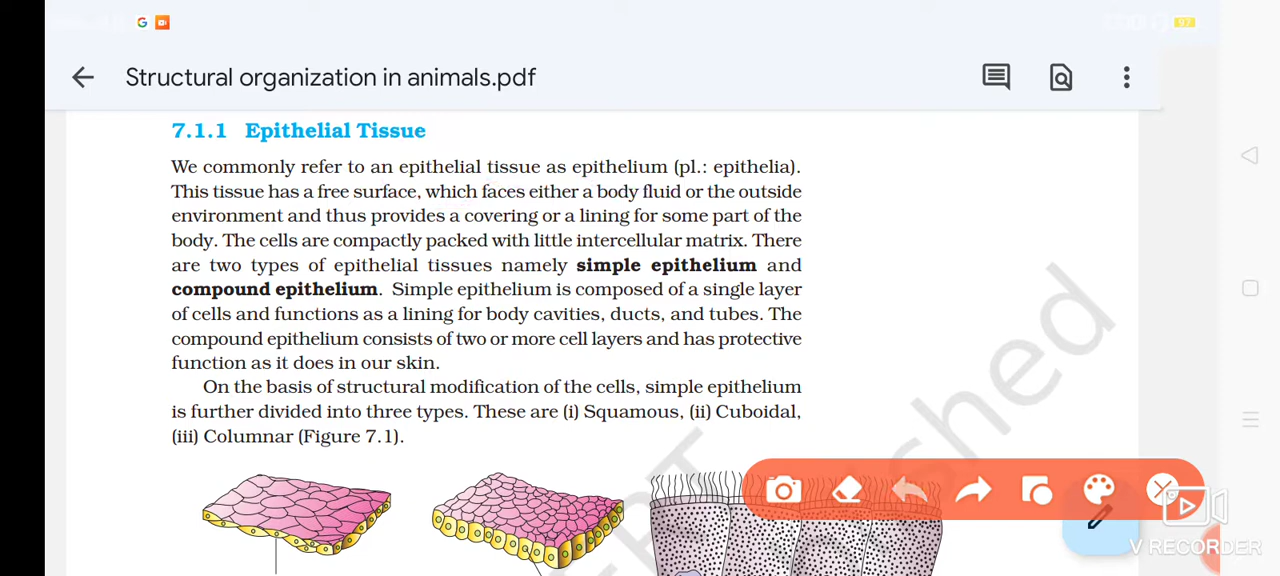 G
97
Structural organization in animals.pdf
7.1.1 Epithelial Tissue
We commonly refer to an epithelial tissue as epithelium (pl.: epithelia).
This tissue has a free surface, which faces either a body fluid or the outside
environment and thus provides a covering or a lining for some part of the
body. The cells are compactly packed with little intercellular matrix. There
are two types of epithelial tissues namely simple epithelium and
compound epithelium. Simple epithelium is composed of a single layer
of cells and functions as a lining for body cavities, ducts, and tubes. The
compound epithelium consists of two or more cell layers and has protective
function as it does in our skin.
On the basis of structural modification of the cells, simple epithelium
is further divided into three types. These are (i) Squamous, (ii) Cuboidal,
(iii) Columnar (Figure 7.1).
V RECORDER